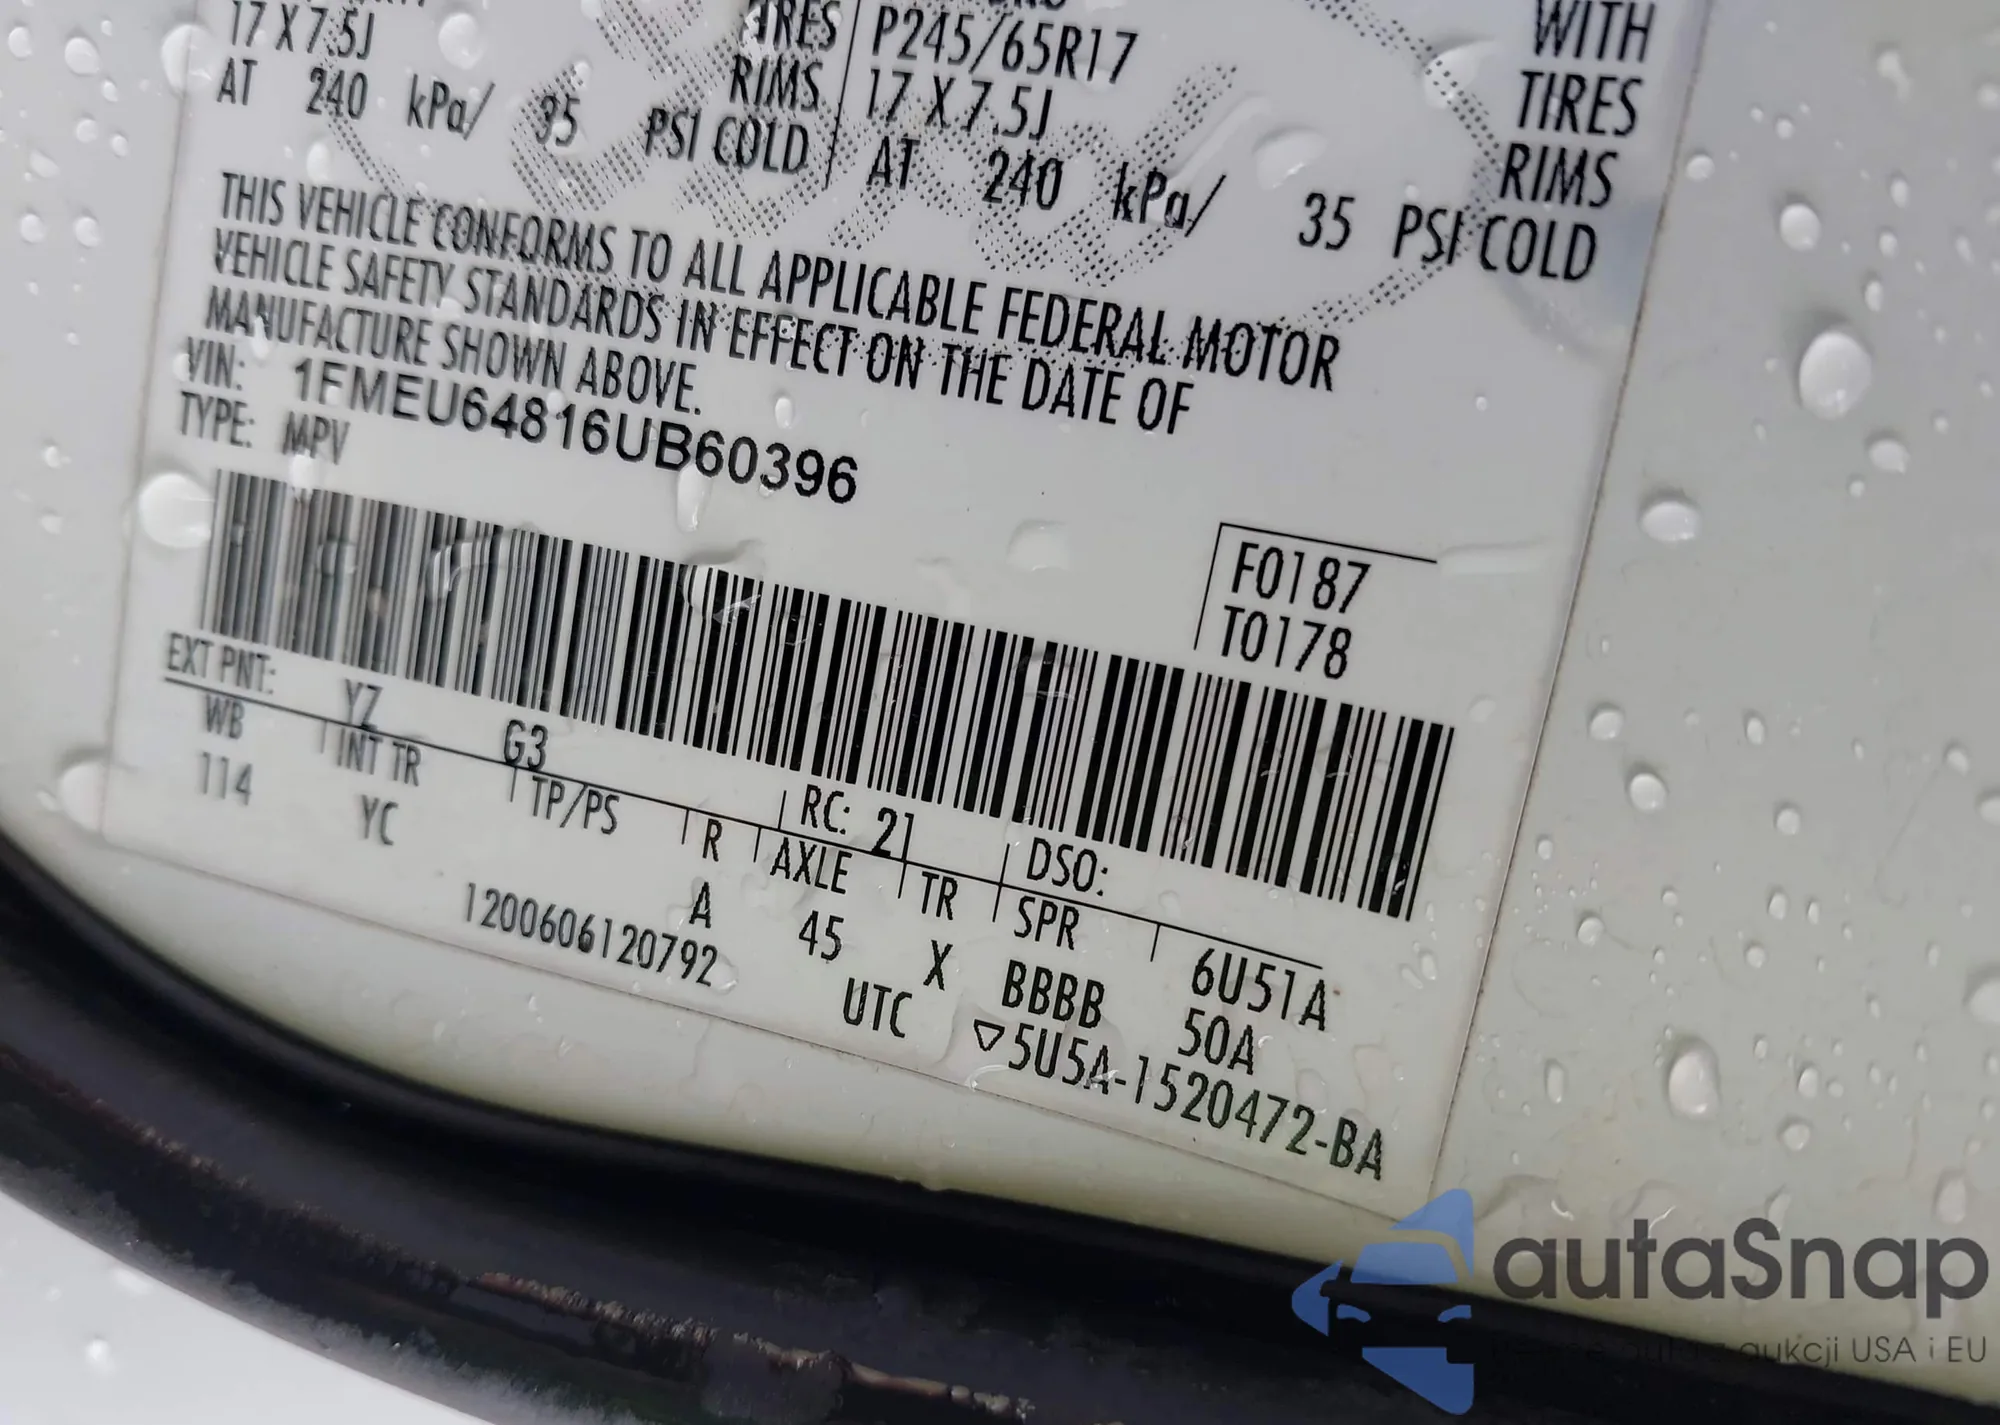 17 X 7.5J
AT 240 kPa/ 35 PSI COLD
TIRES P245/65R17
RIMS 17 X 7.5J
AT 240 kPa/ 35 PSI COLD
WITH
TIRES
RIMS
THIS VEHICLE CONFORMS TO ALL APPLICABLE FEDERAL MOTOR
VEHICLE SAFETY STANDARDS IN EFFECT ON THE DATE OF
MANUFACTURE SHOWN ABOVE.
VIN: 1FMEU64816UB60396
TYPE: MPV
F0187
T0178
EXT PNT: YZ G3 RC: 21 DSO:
WB INT TR TP/PS R AXLE TR SPR 6U51A
114 YC A 45 X BBBB 50A
1200606120792 UTC ▽5U5A-1520472-BA
autaSnap
aukcji USA i EU